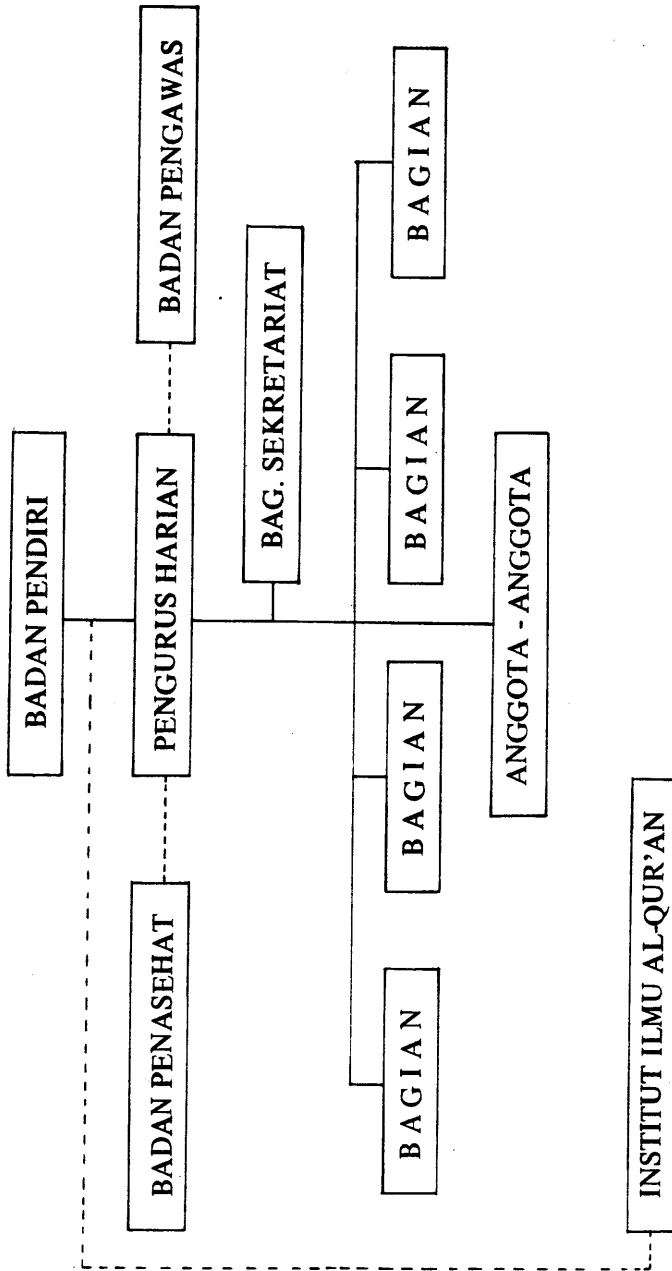 BADAN PENDIRI
BADAN PENASEHAT
PENGURUS HARIAN
BADAN PENGAWAS
BAG. SEKRETARIAT
B A G I A N
B A G I A N
B A G I A N
B A G I A N
ANGGOTA - ANGGOTA
INSTITUT ILMU AL-QUR'AN